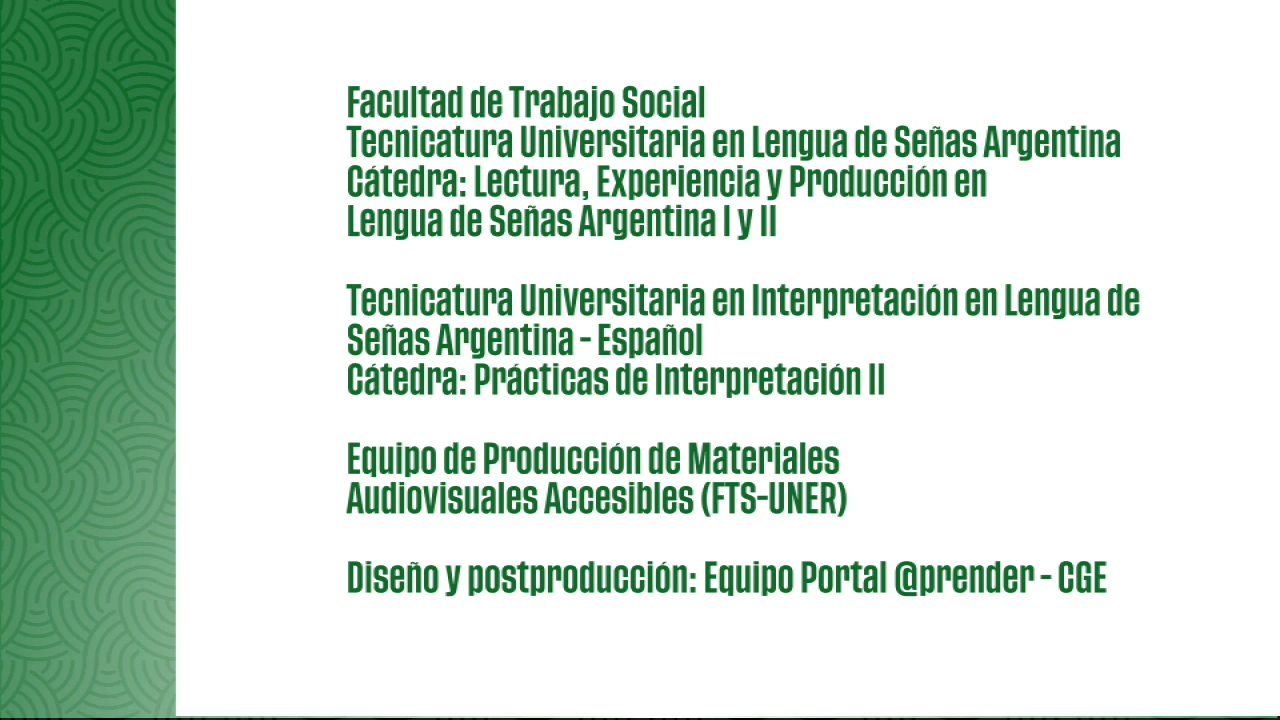 Facultad de Trabajo Social
Tecnicatura Universitaria en Lengua de Señas Argentina
Cátedra: Lectura, Experiencia y Producción en
Lengua de Señas Argentina I y II
Tecnicatura Universitaria en Interpretación en Lengua de
Señas Argentina - Español
Cátedra: Prácticas de Interpretación II
Equipo de Producción de Materiales
Audiovisuales Accesibles (FTS-UNER)
Diseño y postproducción: Equipo Portal @prender - CGE